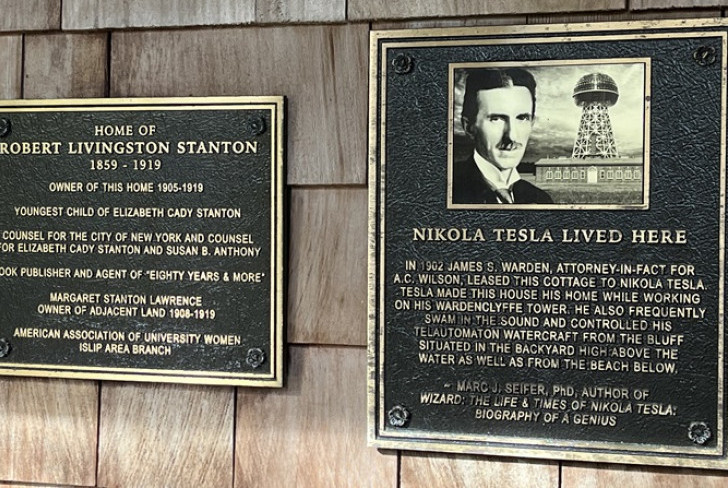 HOME OF
ROBERT LIVINGSTON STANTON
1859 - 1919
OWNER OF THIS HOME 1905-1919
YOUNGEST CHILD OF ELIZABETH CADY STANTON
COUNSEL FOR THE CITY OF NEW YORK AND COUNSEL
FOR ELIZABETH CADY STANTON AND SUSAN B. ANTHONY
OOK PUBLISHER AND AGENT OF "EIGHTY YEARS & MORE"
MARGARET STANTON LAWRENCE
OWNER OF ADJACENT LAND 1908-1919
AMERICAN ASSOCIATION OF UNIVERSITY WOMEN
ISLIP AREA BRANCH
NIKOLA TESLA LIVED HERE
IN 1902 JAMES S. WARDEN, ATTORNEY-IN-FACT FOR
A.C. WILSON, LEASED THIS COTTAGE TO NIKOLA TESLA.
TESLA MADE THIS HOUSE HIS HOME WHILE WORKING
ON HIS WARDENCLYFFE TOWER. HE ALSO FREQUENTLY
SWAM IN THE SOUND AND CONTROLLED HIS
TELAUTOMATON WATERCRAFT FROM THE BLUFF
SITUATED IN THE BACKYARD HIGH ABOVE THE
WATER AS WELL AS FROM THE BEACH BELOW.
- MARC J. SEIFER, PhD, AUTHOR OF
WIZARD: THE LIFE & TIMES OF NIKOLA TESLA:
BIOGRAPHY OF A GENIUS